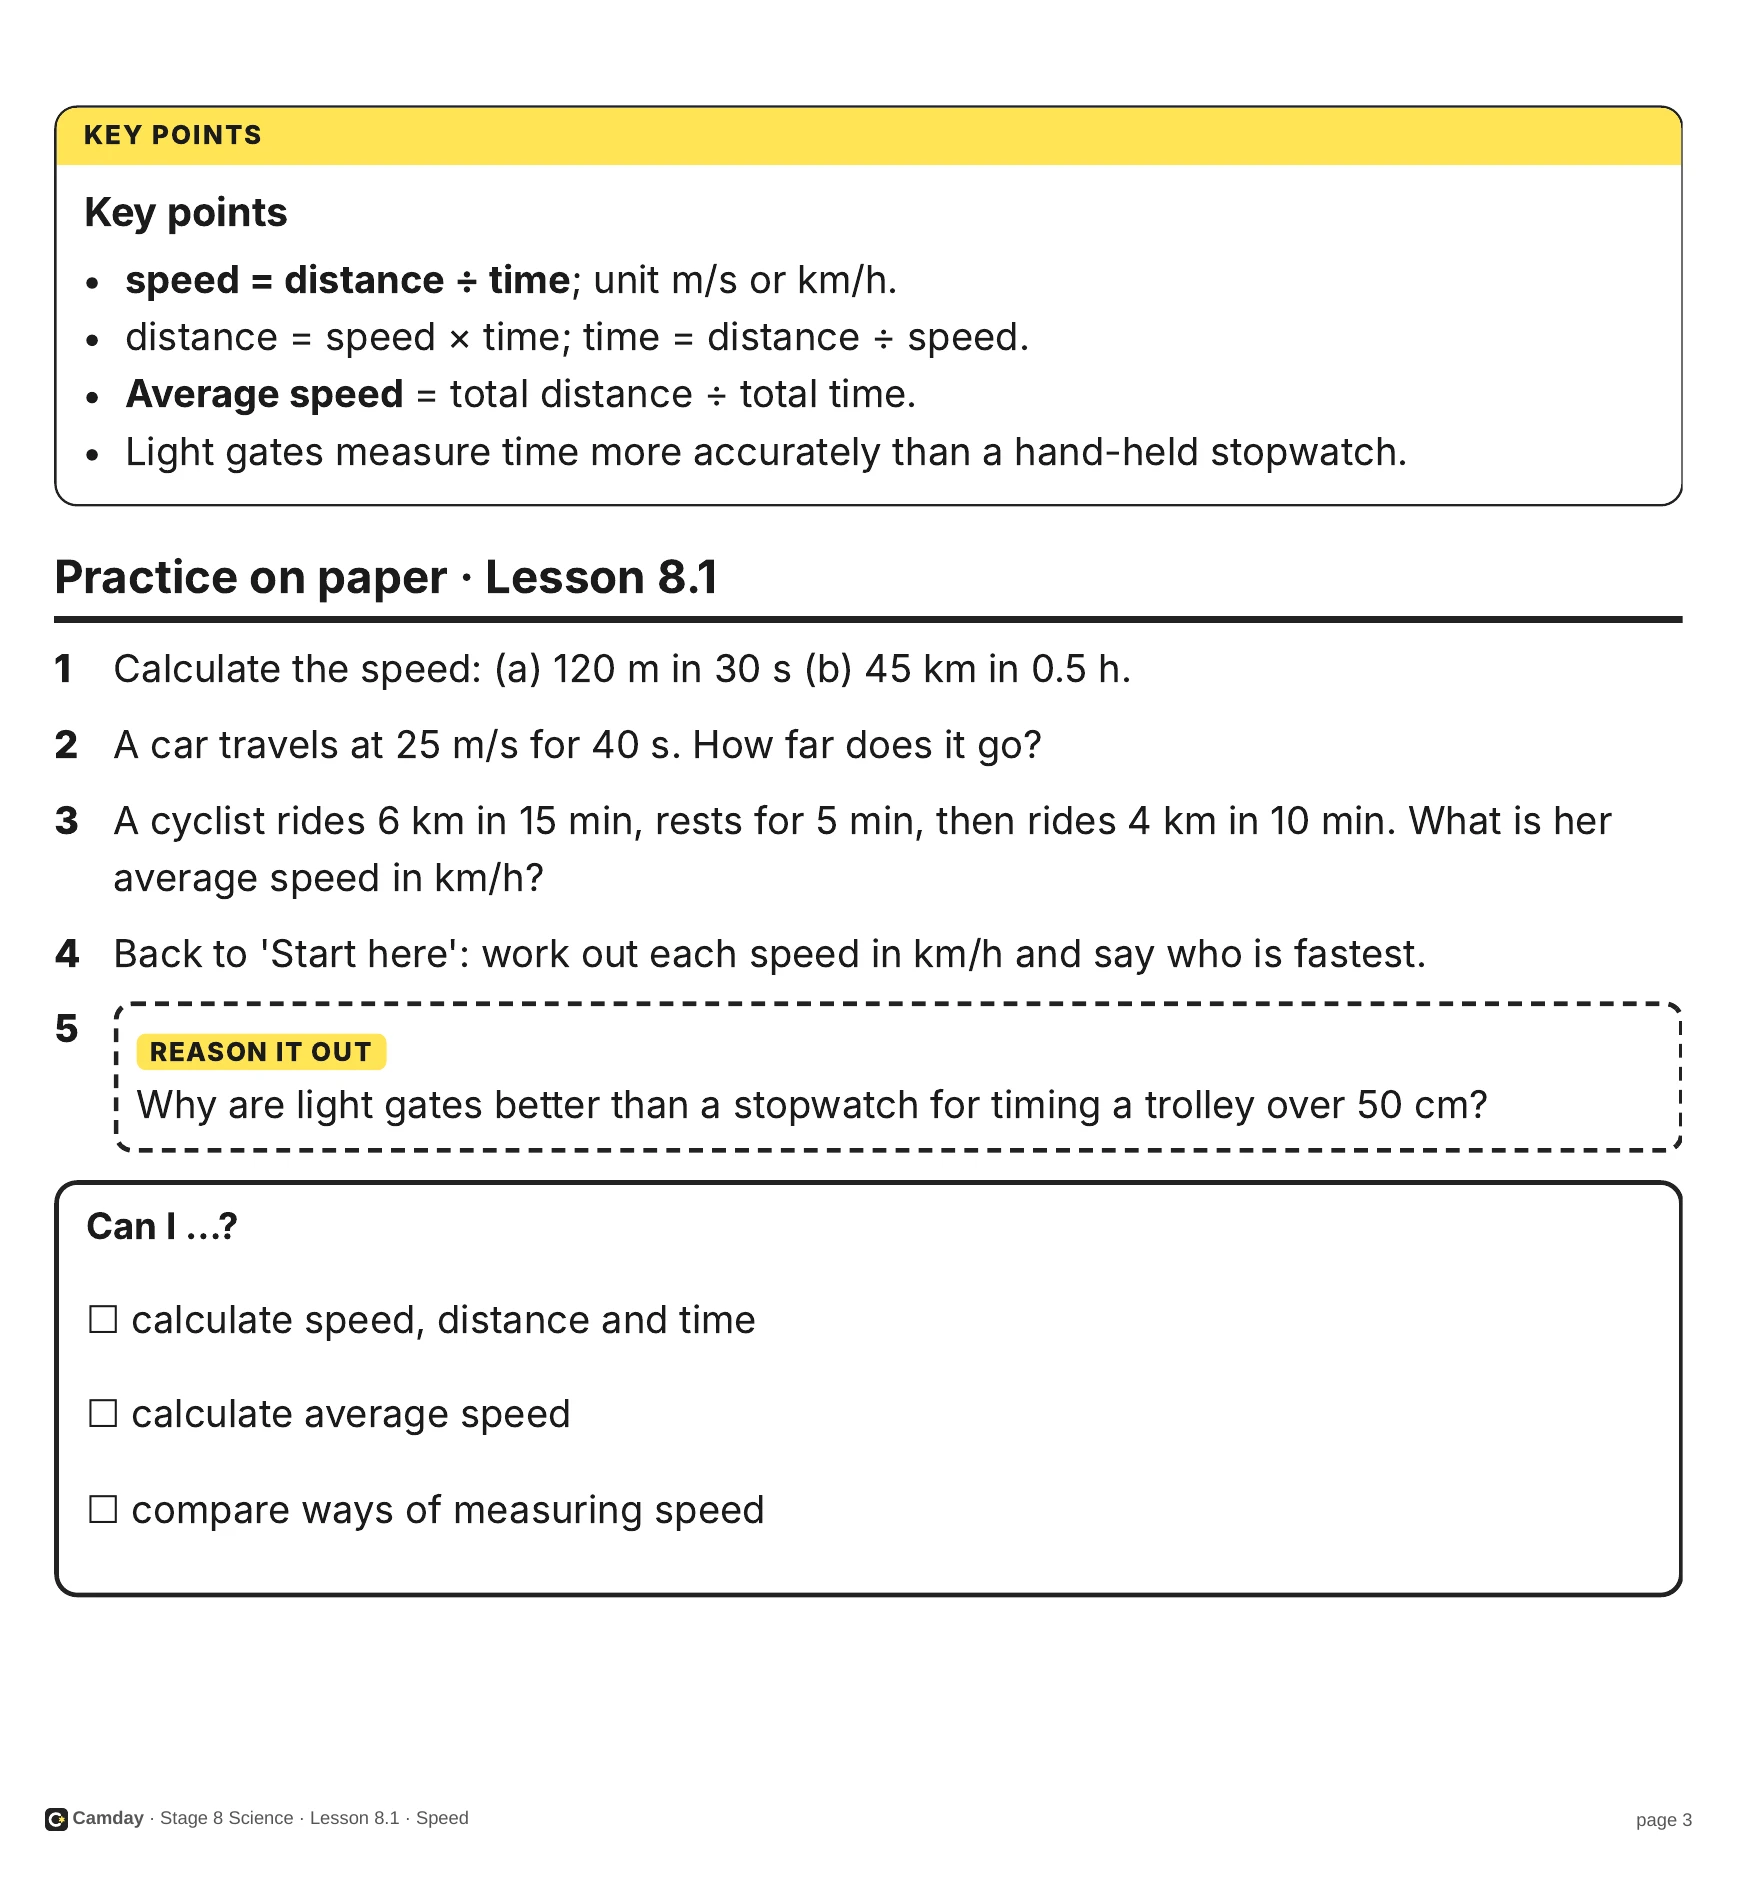 KEY POINTS
Key points
• speed = distance ÷ time; unit m/s or km/h.
• distance = speed × time; time = distance ÷ speed.
• Average speed = total distance ÷ total time.
• Light gates measure time more accurately than a hand-held stopwatch.
Practice on paper · Lesson 8.1
1 Calculate the speed: (a) 120 m in 30 s (b) 45 km in 0.5 h.
2 A car travels at 25 m/s for 40 s. How far does it go?
3 A cyclist rides 6 km in 15 min, rests for 5 min, then rides 4 km in 10 min. What is her
average speed in km/h?
4 Back to 'Start here': work out each speed in km/h and say who is fastest.
5
REASON IT OUT
Why are light gates better than a stopwatch for timing a trolley over 50 cm?
Can I ...?
☐ calculate speed, distance and time
☐ calculate average speed
☐ compare ways of measuring speed
Camday · Stage 8 Science · Lesson 8.1 · Speed
page 3